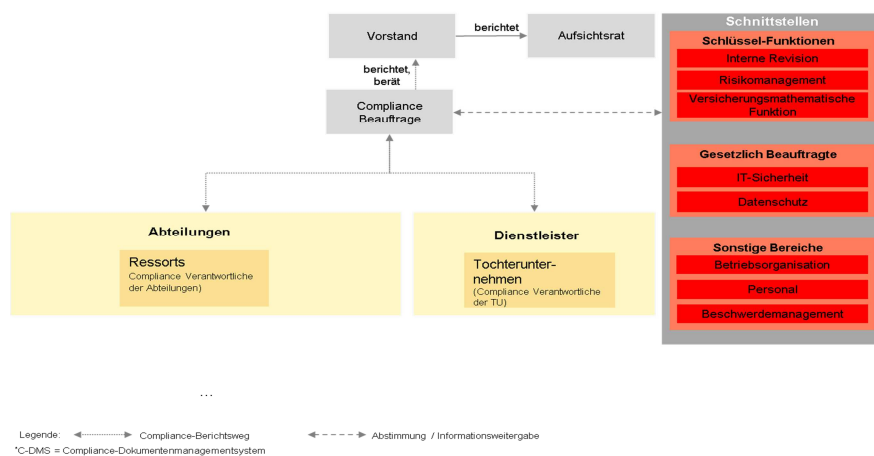 Vorstand
berichtet
Aufsichtsrat
berichtet,
berät
Compliance
Beauftrage
Schnittstellen
Schlüssel-Funktionen
Interne Revision
Risikomanagement
Versicherungsmathematische
Funktion
Gesetzlich Beauftragte
IT-Sicherheit
Datenschutz
Sonstige Bereiche
Betriebsorganisation
Personal
Beschwerdemanagement
Abteilungen
Ressorts
Compliance Verantwortliche
der Abteilungen)
Dienstleister
Tochterunter-
nehmen
(Compliance Verantwortliche
der TU)
...
Legende:
Compliance-Berichtsweg
Abstimmung / Informationsweitergabe
*C-DMS = Compliance-Dokumentenmanagementsystem